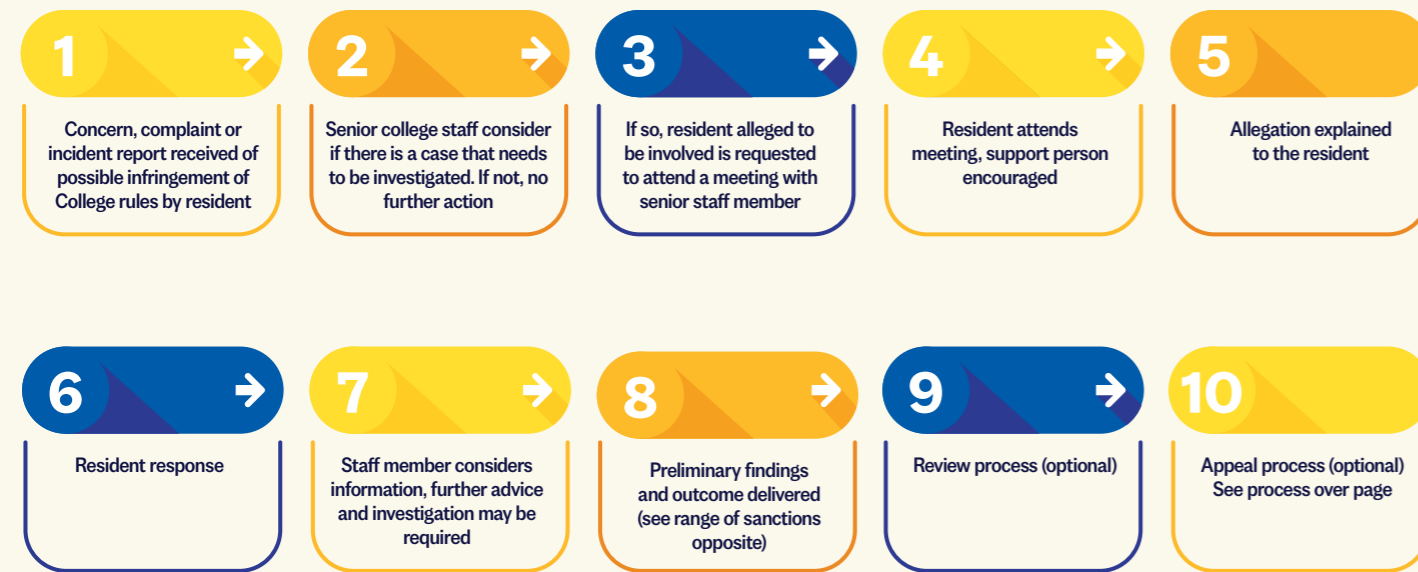 1
Concern, complaint or
incident report received of
possible infringement of
College rules by resident
2
Senior college staff consider
if there is a case that needs
to be investigated. If not, no
further action
3
If so, resident alleged to
be involved is requested
to attend a meeting with
senior staff member
4
Resident attends
meeting, support person
encouraged
5
Allegation explained
to the resident
6
Resident response
7
Staff member considers
information, further advice
and investigation may be
required
8
Preliminary findings
and outcome delivered
(see range of sanctions
opposite)
9
Review process (optional)
10
Appeal process (optional)
See process over page